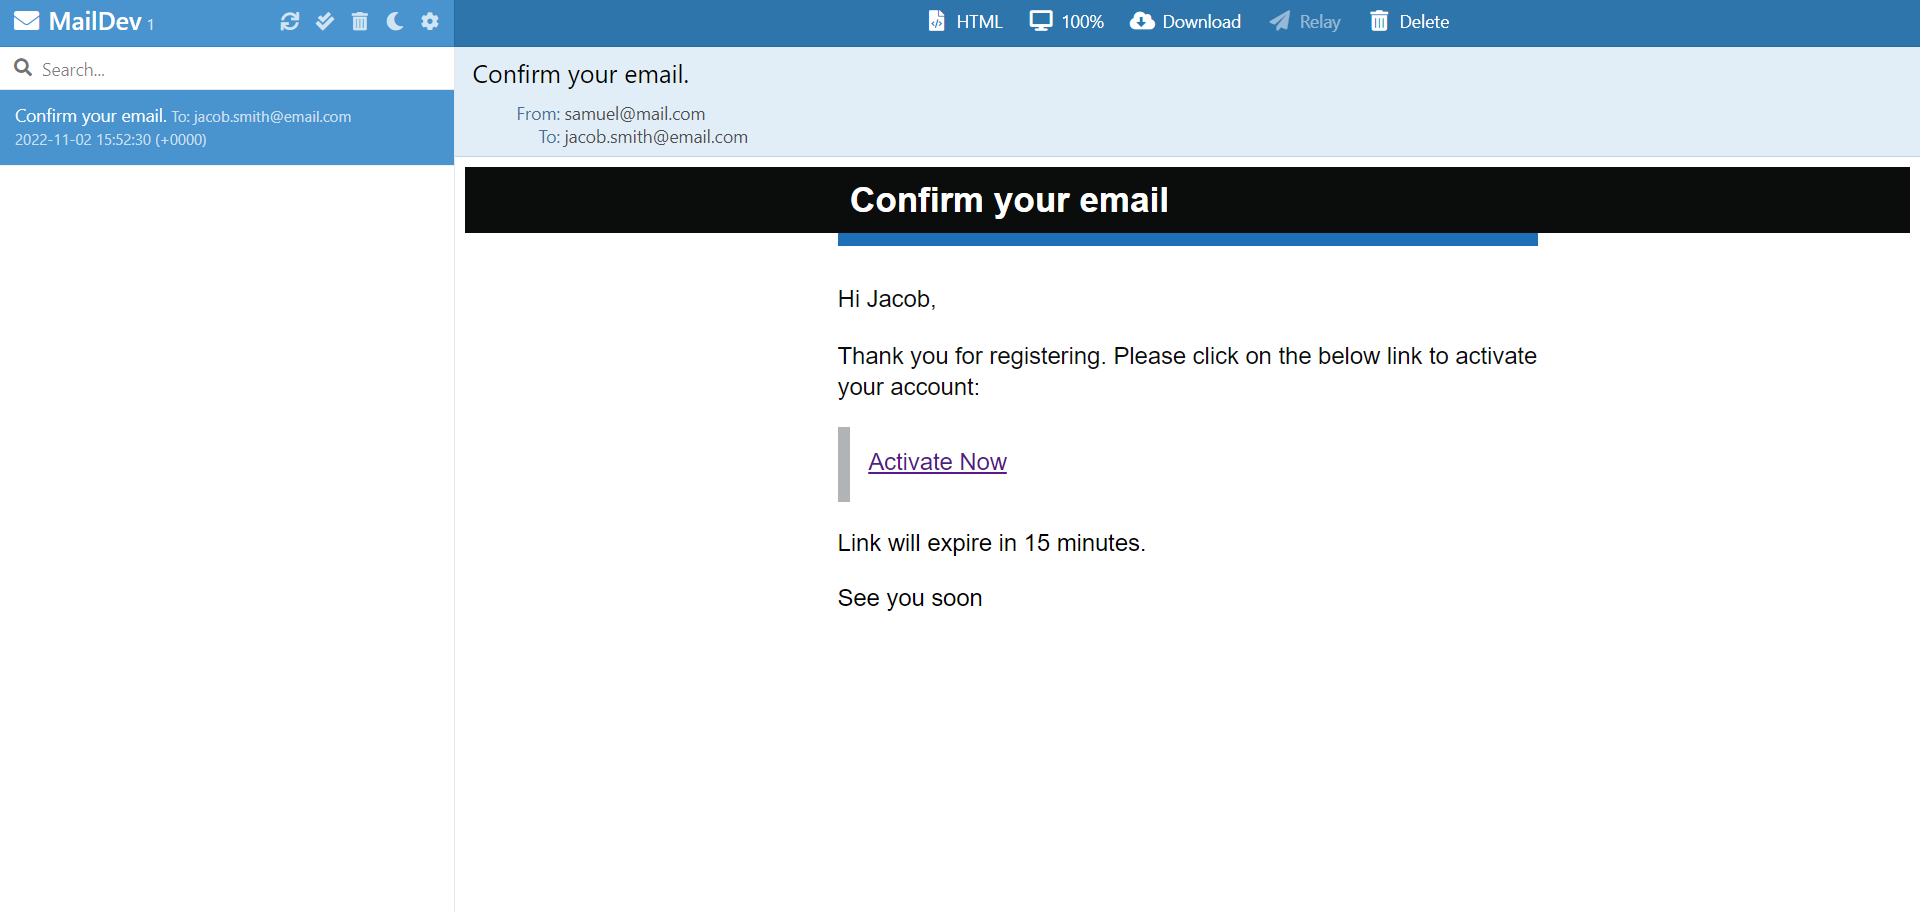 MailDev 1
HTML
100%
Download
Relay
Delete
Search...
Confirm your email. To: jacob.smith@email.com
2022-11-02 15:52:30 (+0000)
Confirm your email.
From: samuel@mail.com
To: jacob.smith@email.com
Confirm your email
Hi Jacob,
Thank you for registering. Please click on the below link to activate
your account:
Activate Now
Link will expire in 15 minutes.
See you soon